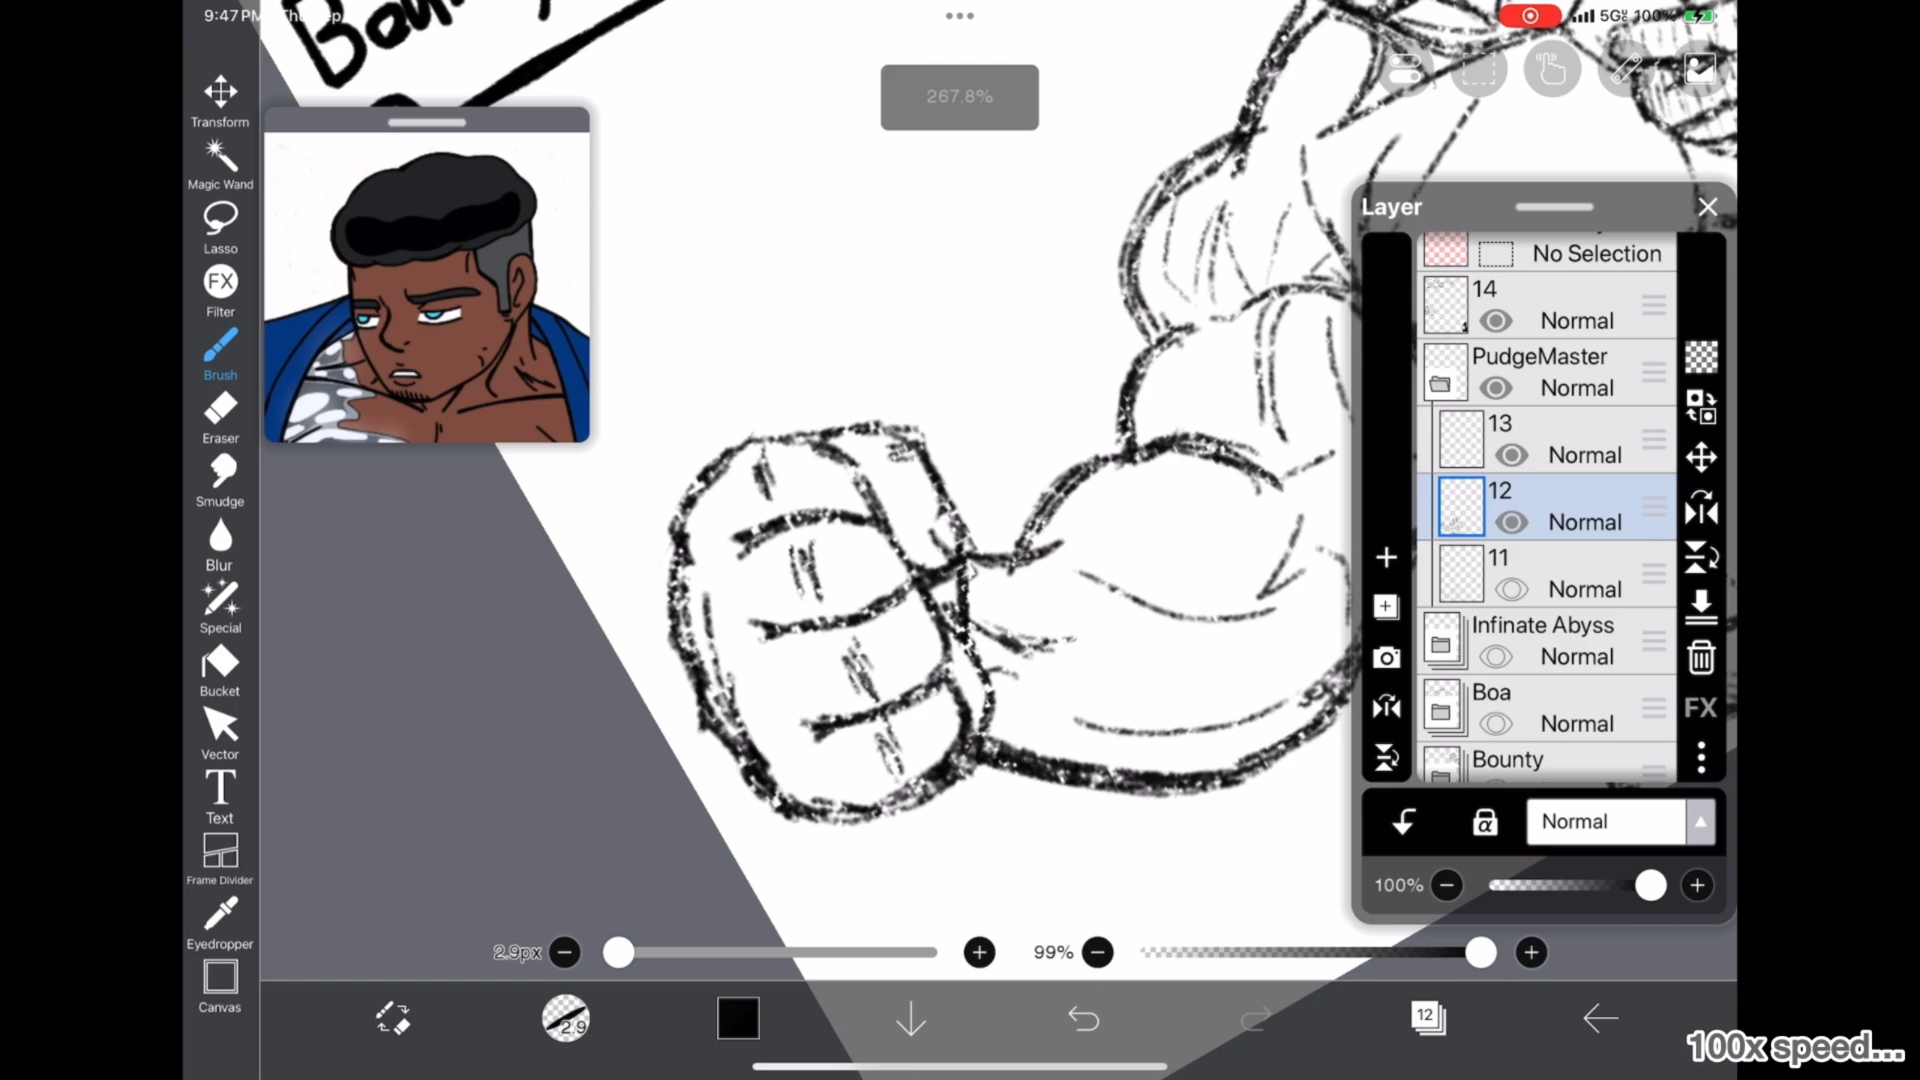 9:47 PM Thu Sep
5G 100%
267.8%
Transform
Magic Wand
Lasso
FX
Filter
Brush
Eraser
Smudge
Blur
Special
Bucket
Vector
T
Text
Frame Divider
Eyedropper
Canvas
Layer
No Selection
14
Normal
PudgeMaster
Normal
13
Normal
12
Normal
11
Normal
Infinate Abyss
Normal
Boa
Normal
Bounty
FX
α
Normal
100%
2.9px
99%
2.9
12
100x speed...